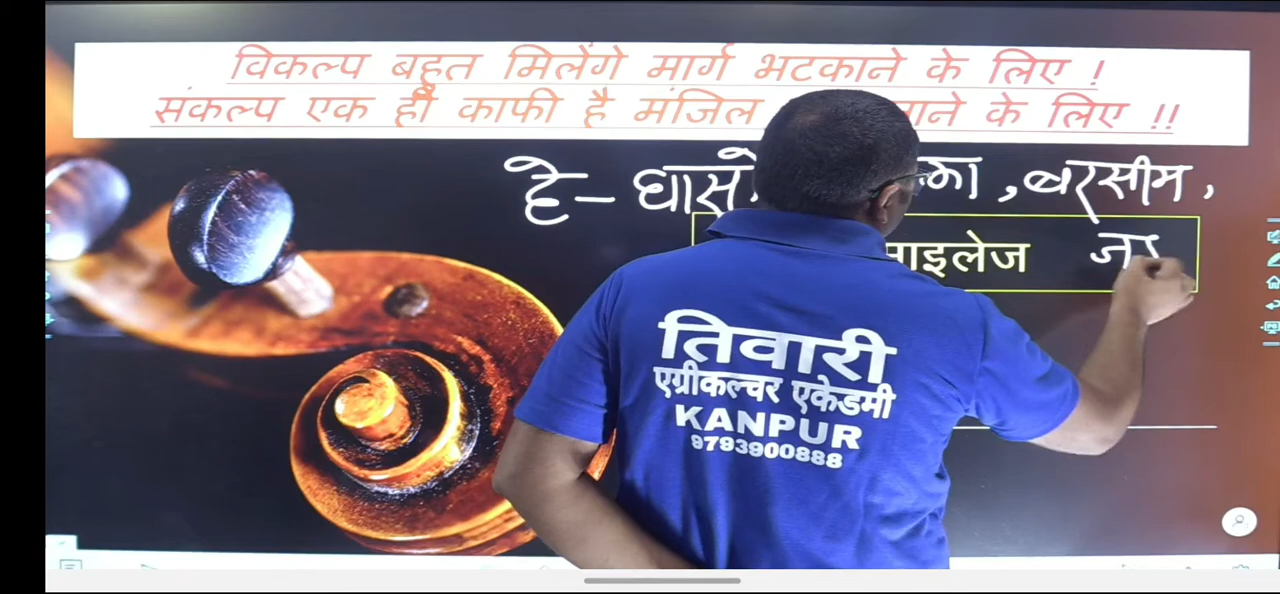 विकल्प बहुत मिलेंगे मार्ग भटकाने के लिए !
संकल्प एक ही काफी है मंजिल के लिए !!
हे - घासे , बरसीम ,
साइलेज
तिवारी
एग्रीकल्चर एकेडमी
KANPUR
9793900888